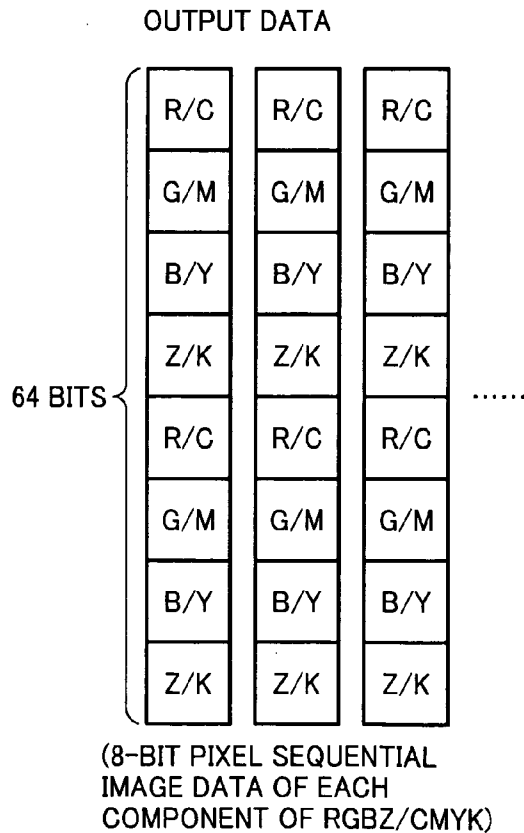 OUTPUT DATA
R/C R/C R/C
G/M G/M G/M
B/Y B/Y B/Y
Z/K Z/K Z/K
64 BITS ......
R/C R/C R/C
G/M G/M G/M
B/Y B/Y B/Y
Z/K Z/K Z/K
(8-BIT PIXEL SEQUENTIAL
IMAGE DATA OF EACH
COMPONENT OF RGBZ/CMYK)